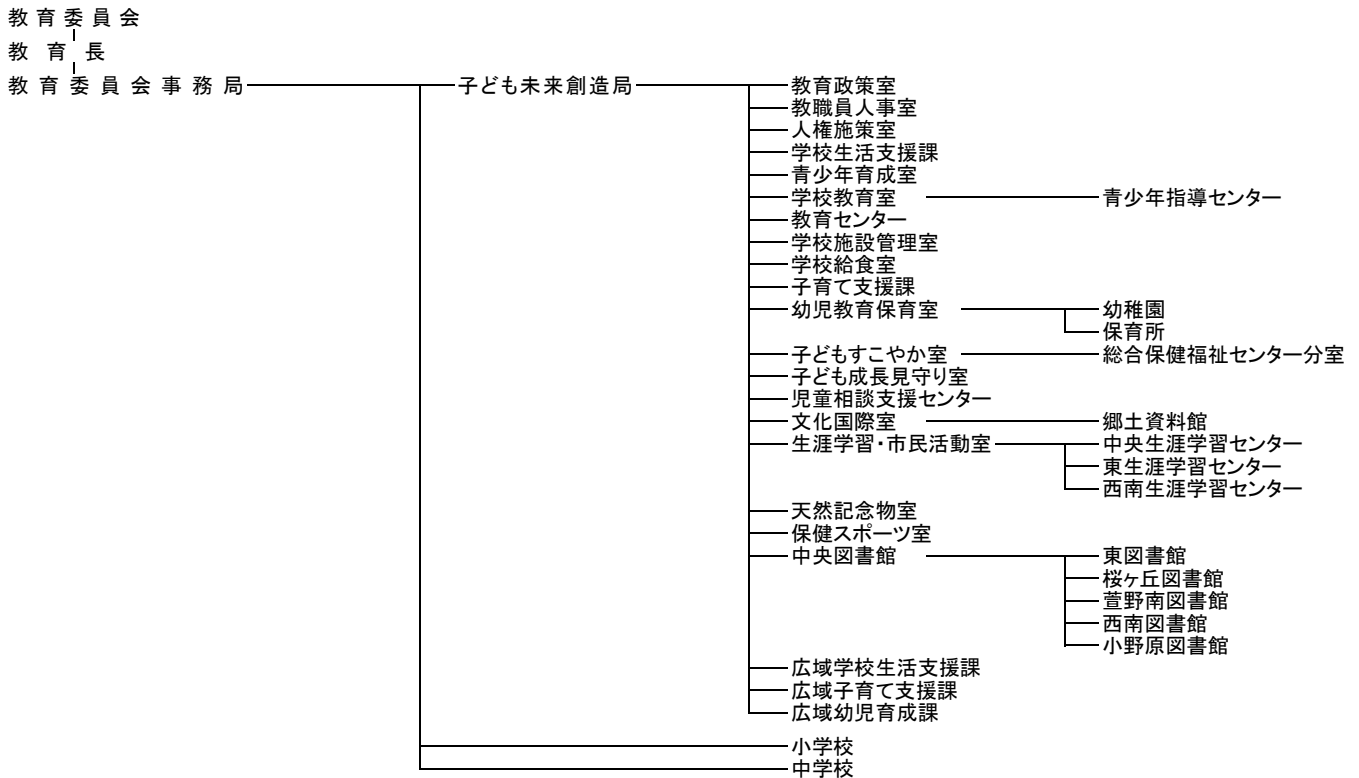 教育委員会
教育長
教育委員会事務局 子ども未来創造局 教育政策室
教職員人事室
人権施策室
学校生活支援課
青少年育成室
学校教育室 青少年指導センター
教育センター
学校施設管理室
学校給食室
子育て支援課
幼児教育保育室 幼稚園
保育所
子どもすこやか室 総合保健福祉センター分室
子ども成長見守り室
児童相談支援センター
文化国際室 郷土資料館
生涯学習・市民活動室 中央生涯学習センター
東生涯学習センター
西南生涯学習センター
天然記念物室
保健スポーツ室
中央図書館 東図書館
桜ヶ丘図書館
萱野南図書館
西南図書館
小野原図書館
広域学校生活支援課
広域子育て支援課
広域幼児育成課
小学校
中学校